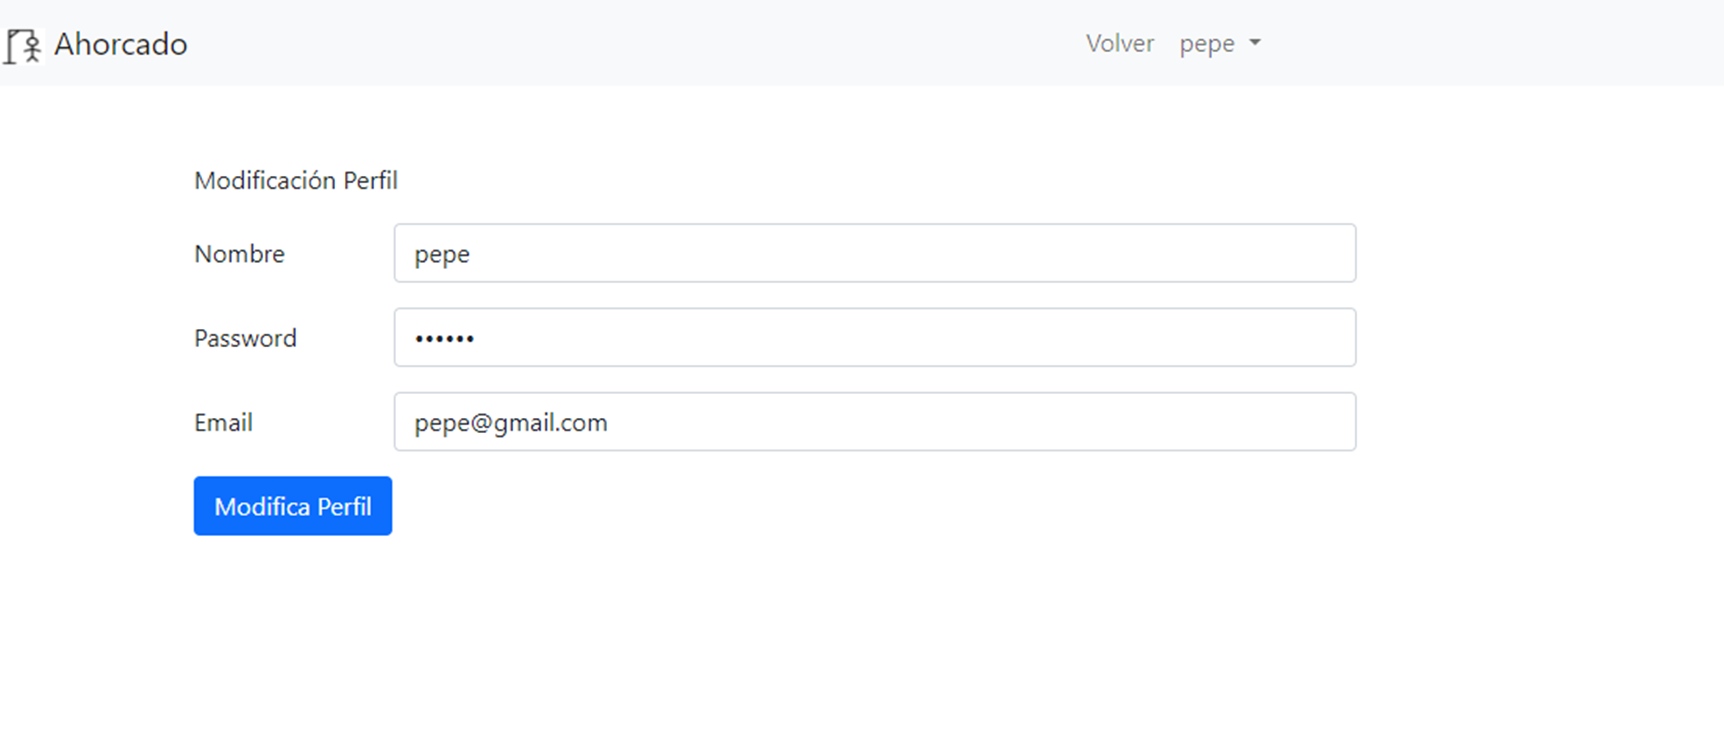 Ahorcado
Volver pepe
Modificación Perfil
Nombre pepe
Password ••••••
Email pepe@gmail.com
Modifica Perfil